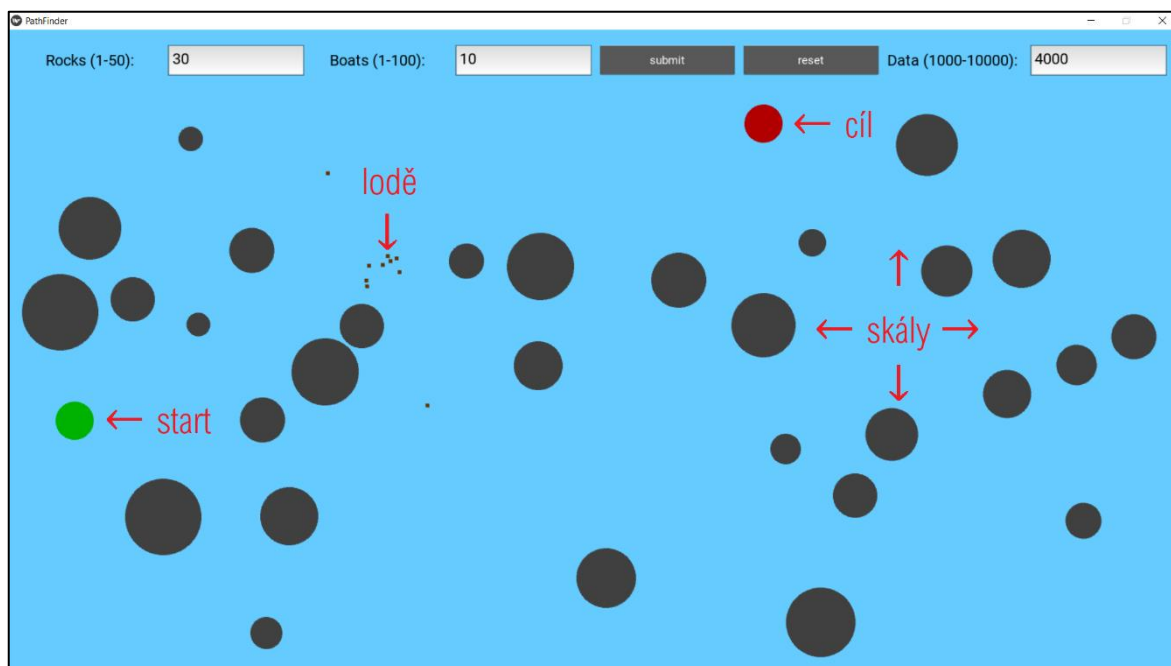 PathFinder
Rocks (1-50): 30 Boats (1-100): 10 submit reset Data (1000-10000): 4000
← cíl
lodě
← skály →
← start